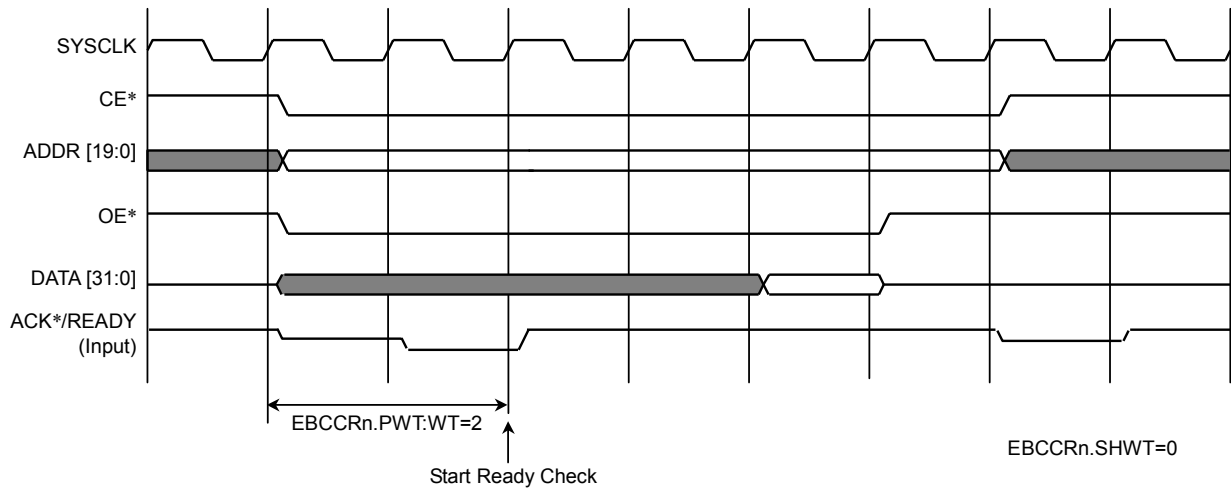 SYSCLK
CE*
ADDR [19:0]
OE*
DATA [31:0]
ACK*/READY
(Input)
EBCCRn.PWT:WT=2
EBCCRn.SHWT=0
Start Ready Check